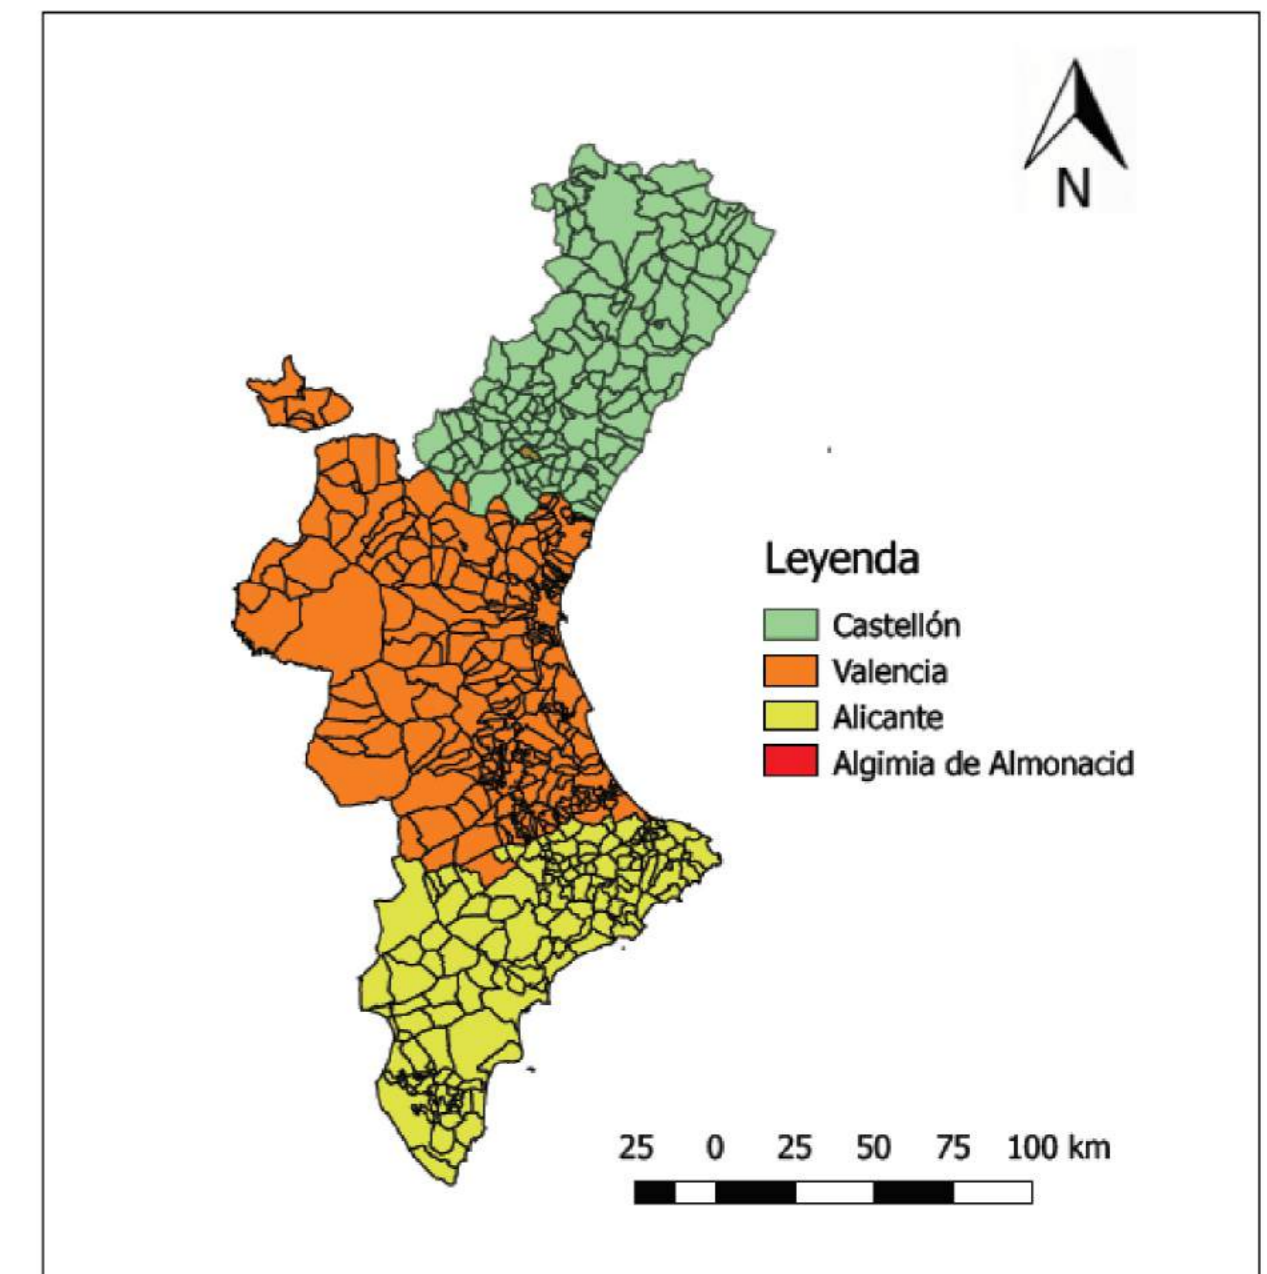 N
Leyenda
Castellón
Valencia
Alicante
Algimia de Almonacid
25 0 25 50 75 100 km